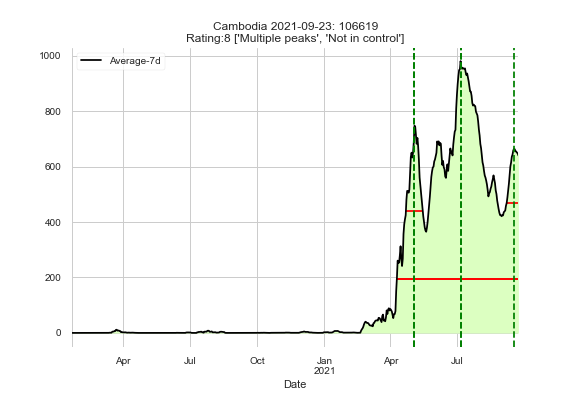 Cambodia 2021-09-23: 106619
Rating:8 ['Multiple peaks', 'Not in control']
Average-7d
1000
800
600
400
200
0
Apr Jul Oct Jan Apr Jul
2021
Date